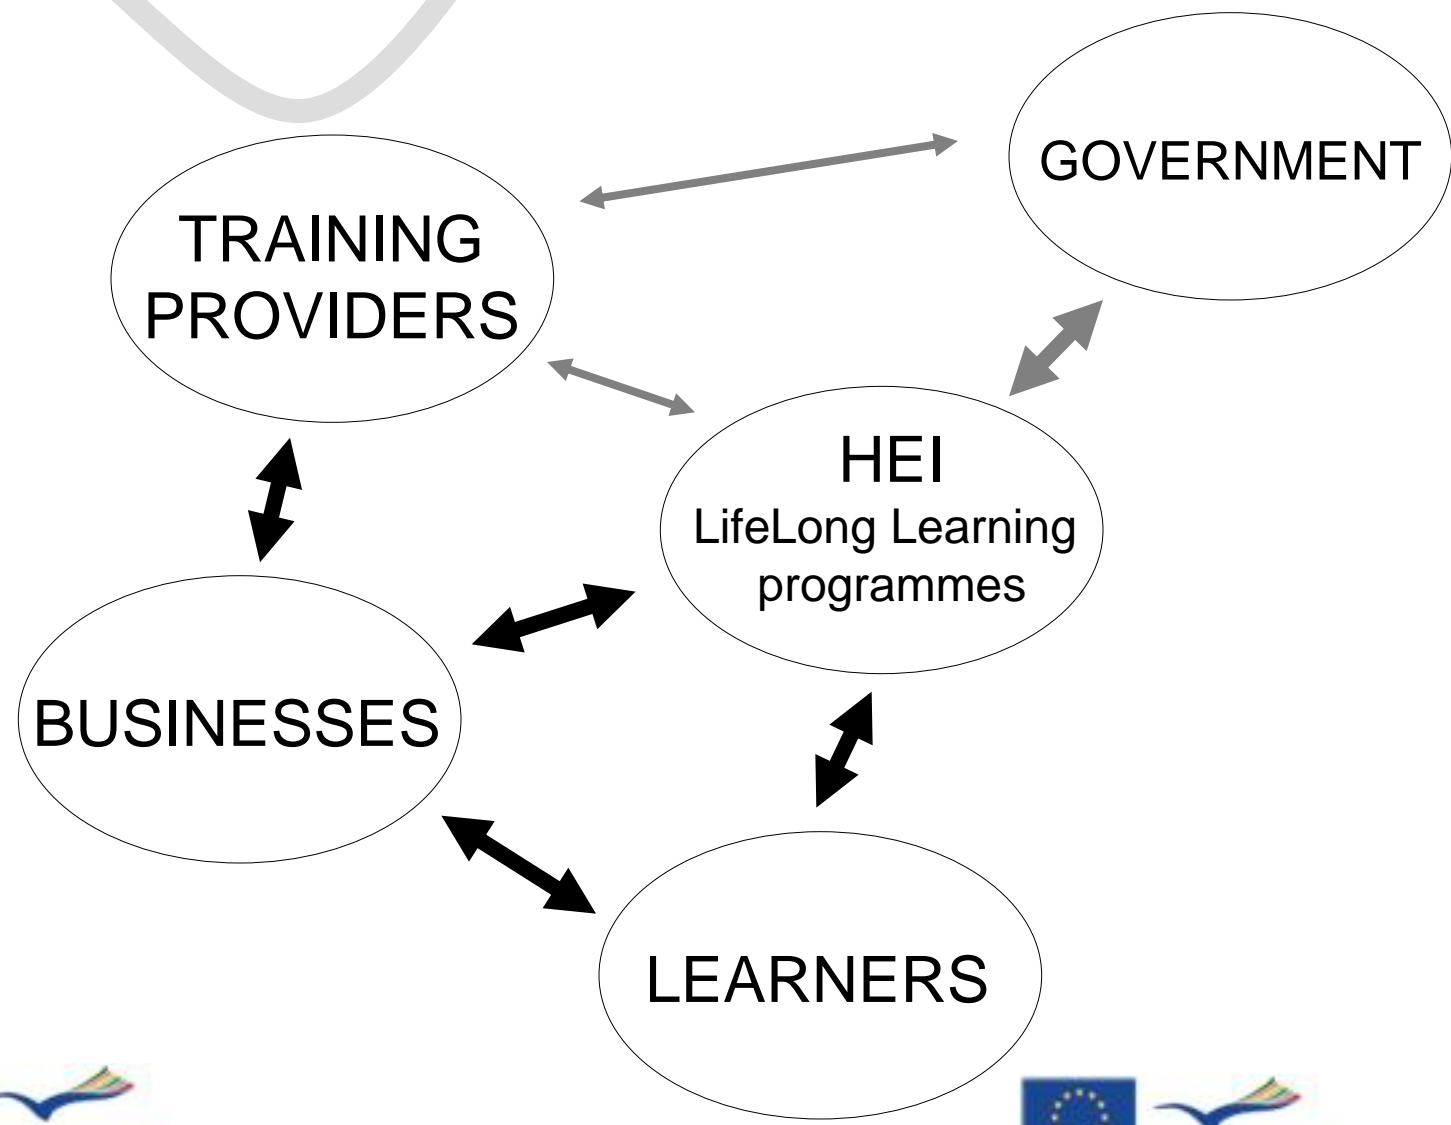 GOVERNMENT
TRAINING
PROVIDERS
HEI
LifeLong Learning
programmes
BUSINESSES
LEARNERS